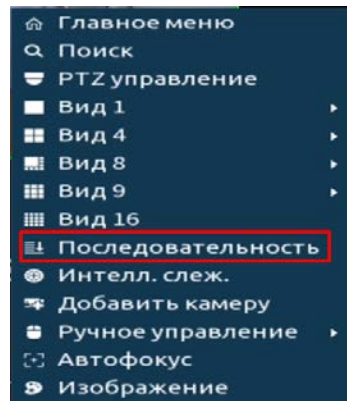 Главное меню
Поиск
PTZ управление
Вид 1
Вид 4
Вид 8
Вид 9
Вид 16
Последовательность
Интелл. слеж.
Добавить камеру
Ручное управление
Автофокус
Изображение